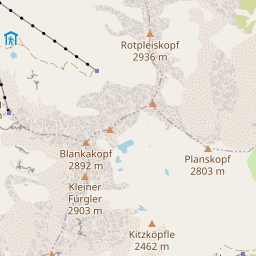 Rotpleiskopf
2936 m
Blankakopf
2892 m
Planskopf
2803 m
Kleiner
Furgler
2903 m
Kitzköpfle
2462 m